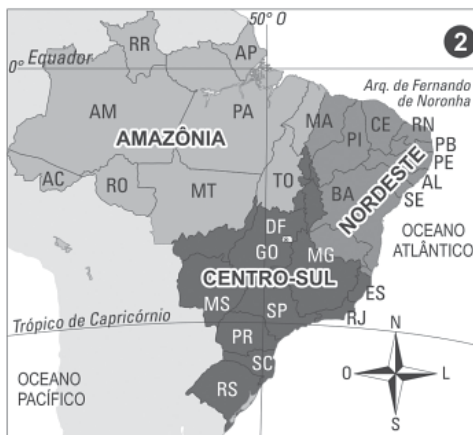 50° O
2
0° Equador
RR
AP
Arq. de Fernando
de Noronha
AM
PA
MA
CE
RN
PI
PB
PE
AL
SE
AMAZÔNIA
AC
RO
MT
TO
BA
NORDESTE
DF
GO
MG
OCEANO
ATLÂNTICO
CENTRO-SUL
MS
ES
SP
RJ
Trópico de Capricórnio
PR
SC
RS
OCEANO
PACÍFICO
N
O
L
S